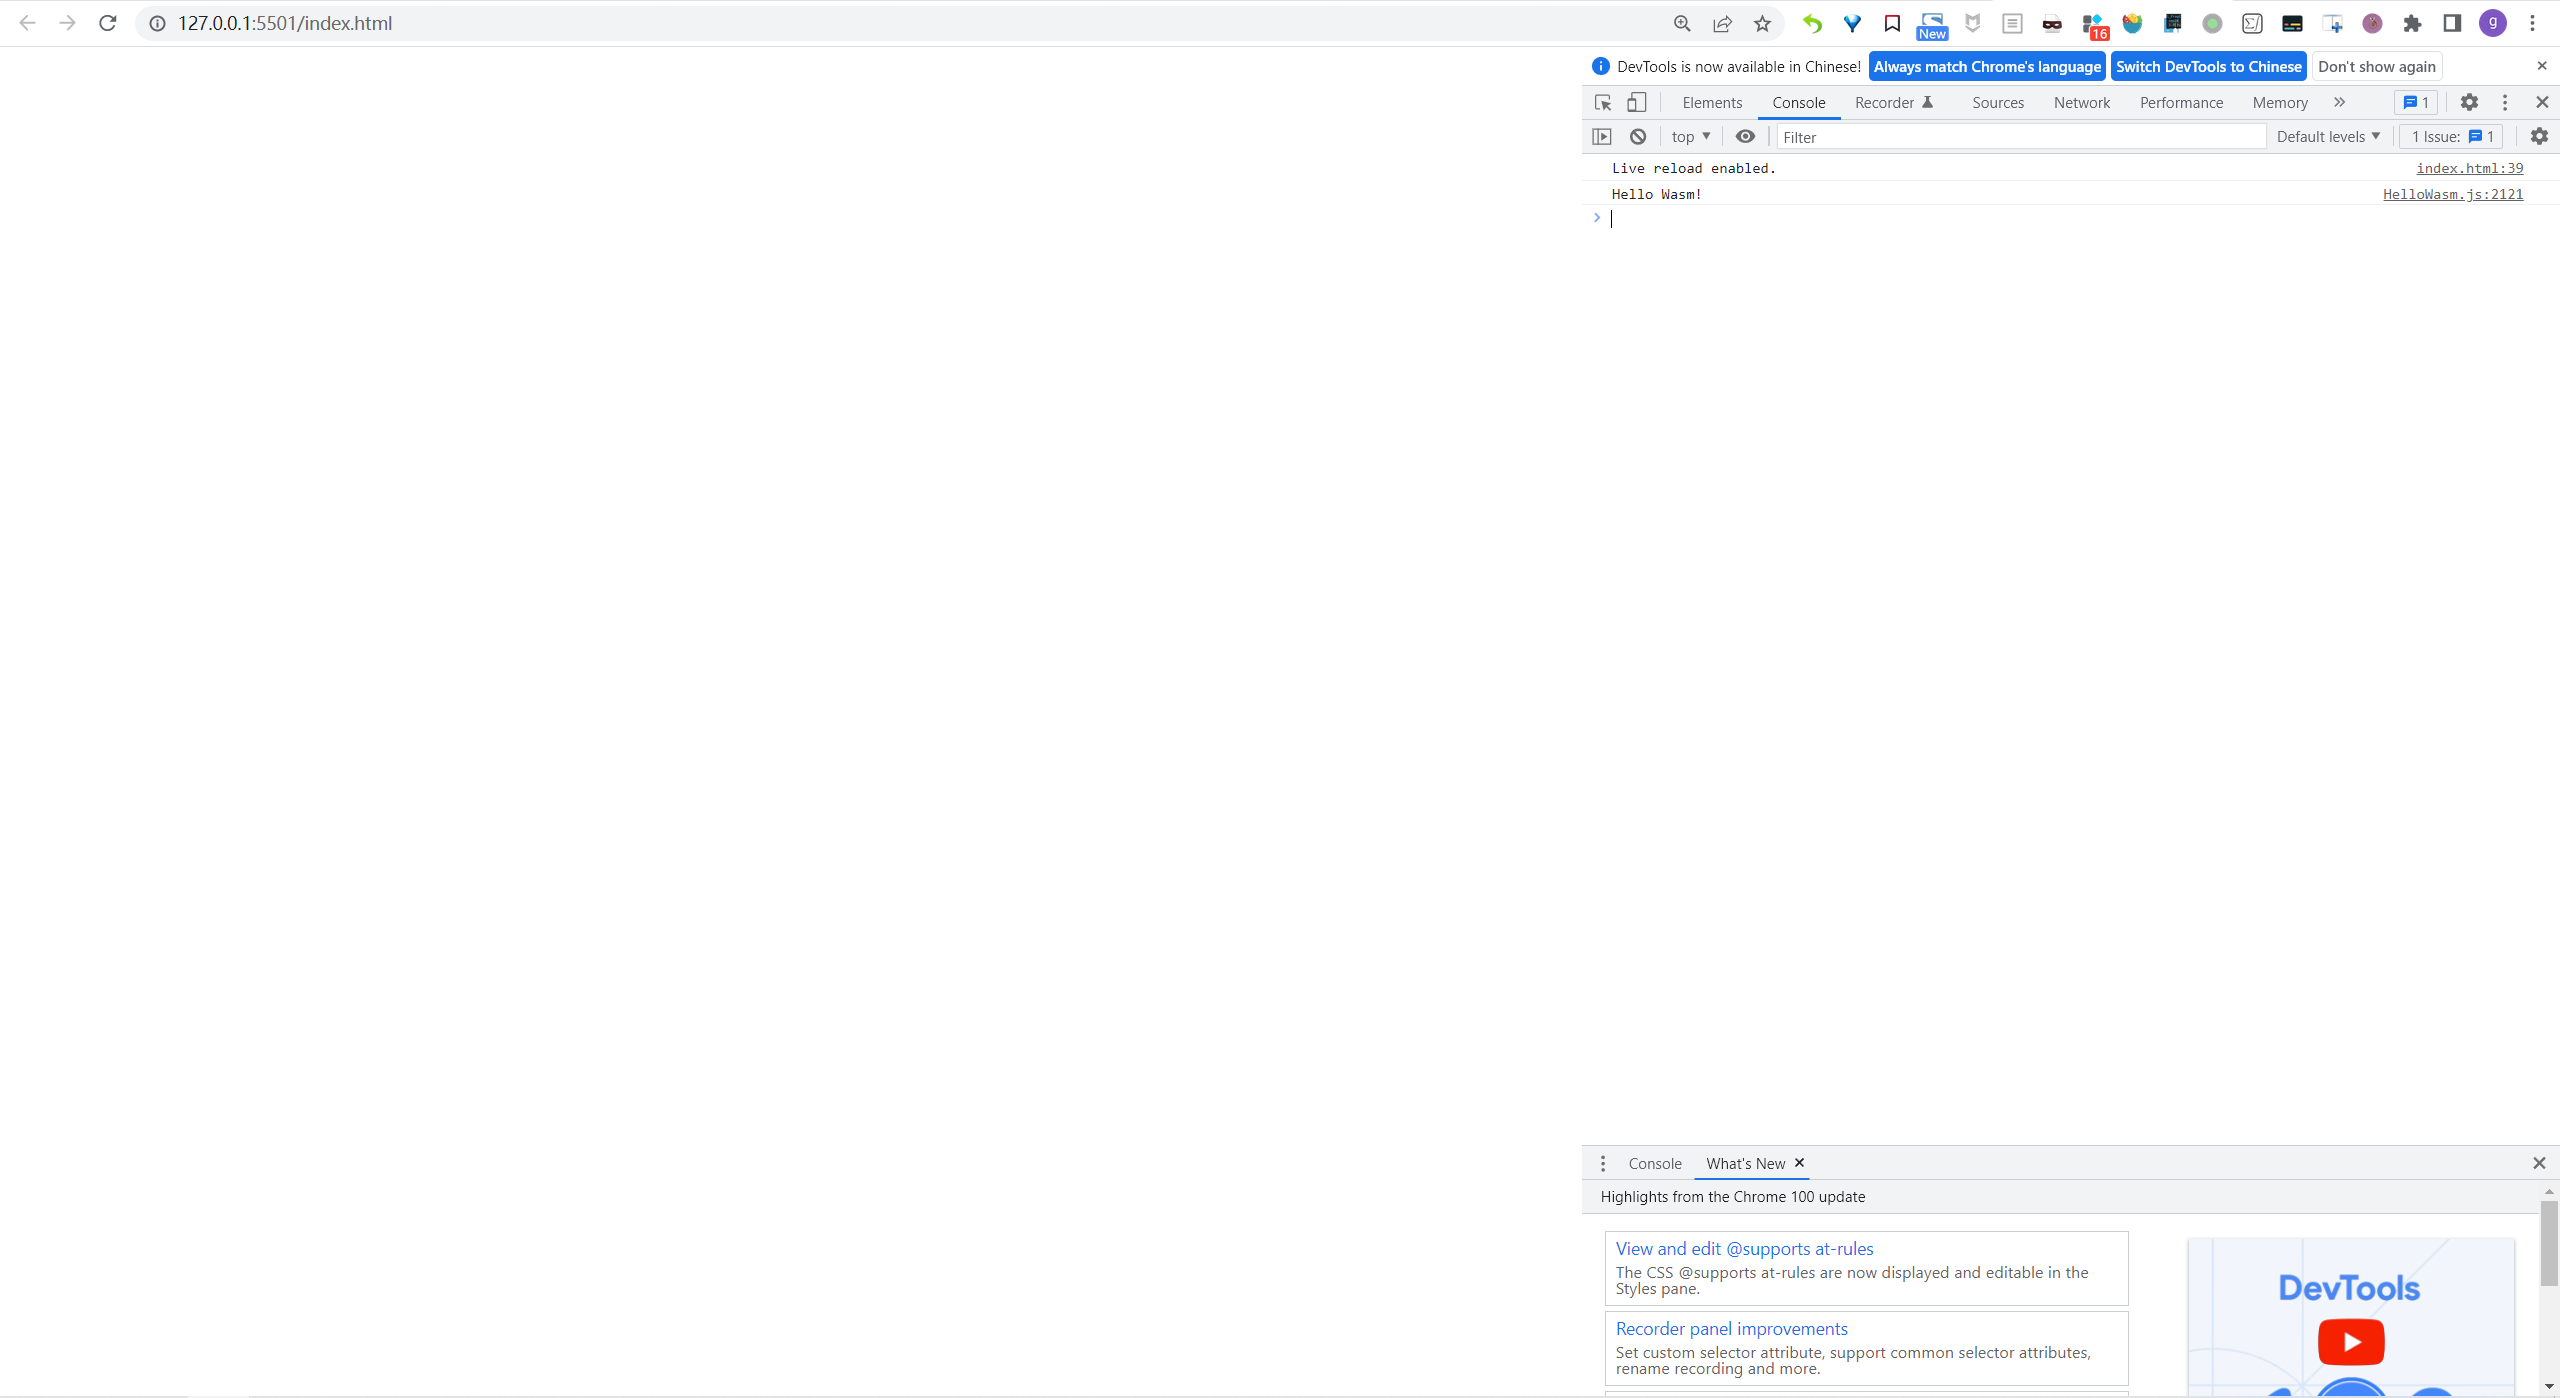 127.0.0.1:5501/index.html
New
16
g
DevTools is now available in Chinese! Always match Chrome's language Switch DevTools to Chinese Don't show again
Elements Console Recorder Sources Network Performance Memory 1
top Filter Default levels 1 Issue: 1
Live reload enabled. index.html:39
Hello Wasm! HelloWasm.js:2121
Console What's New
Highlights from the Chrome 100 update
View and edit @supports at-rules
The CSS @supports at-rules are now displayed and editable in the
Styles pane.
Recorder panel improvements
Set custom selector attribute, support common selector attributes,
rename recording and more.
DevTools